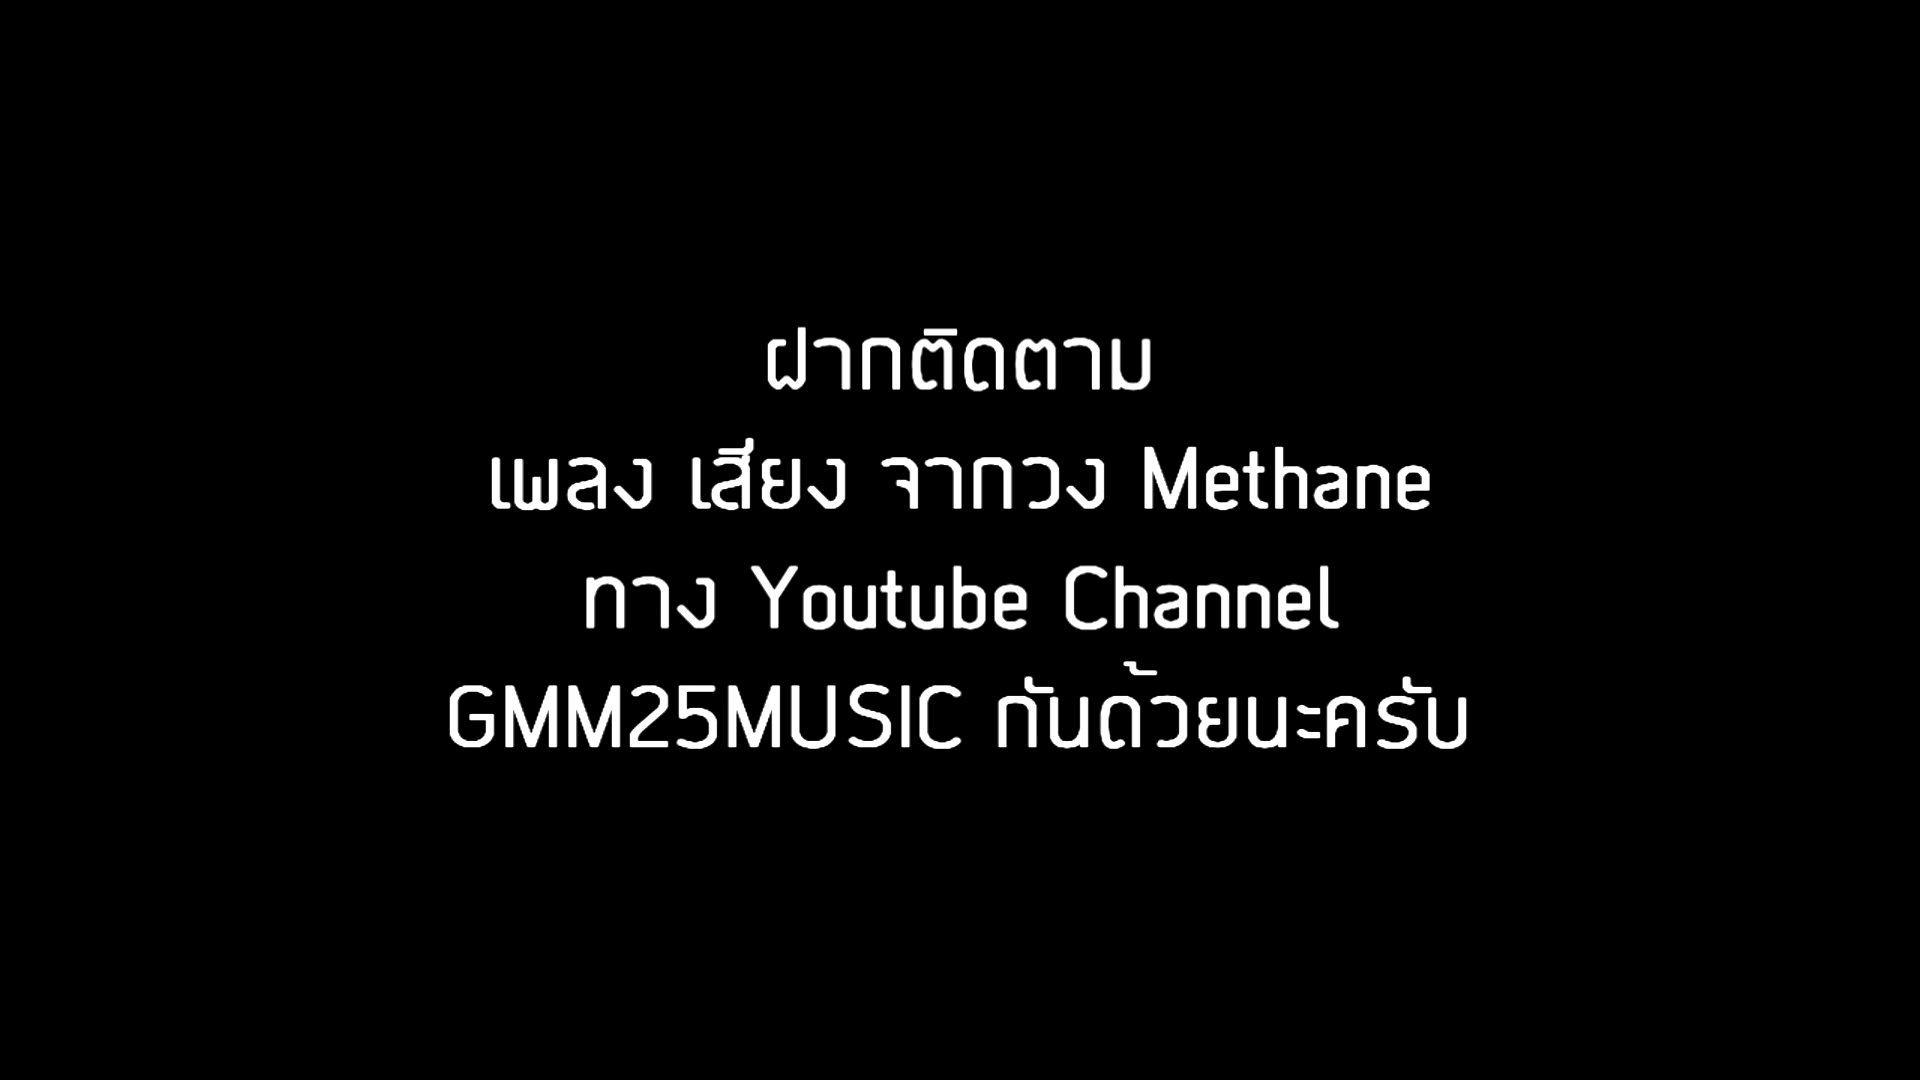 ฝากติดตาม
เพลง เสี่ยง จากวง Methane
ทาง Youtube Channel
GMM25MUSIC กันด้วยนะครับ